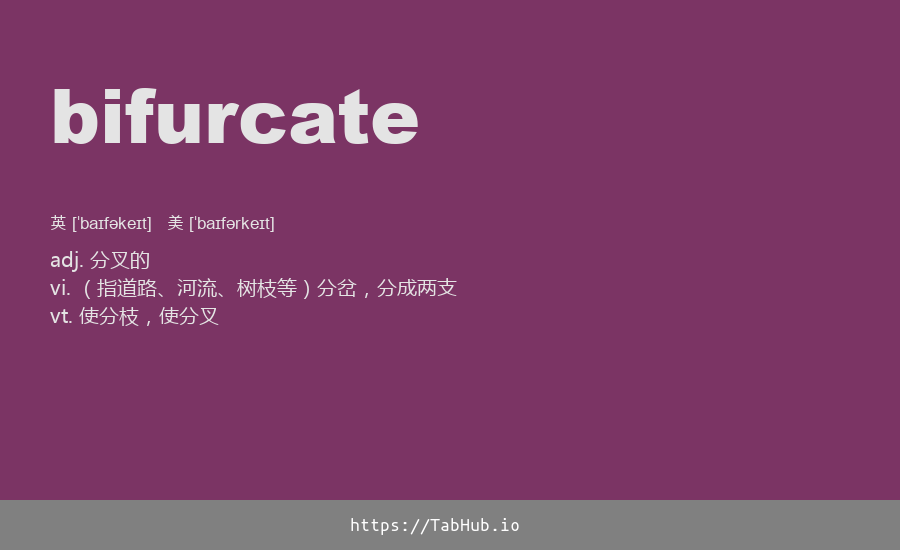 bifurcate
英 [ˈbaɪfəkeɪt] 美 [ˈbaɪfərkeɪt]
adj. 分叉的
vi. （指道路、河流、树枝等）分岔，分成两支
vt. 使分枝，使分叉
https://TabHub.io